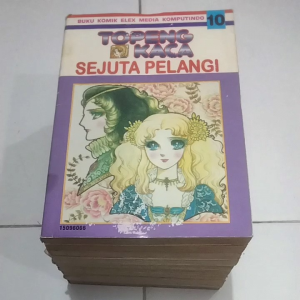 BUKU KOMIK ELEX MEDIA KOMPUTINDO
10
TOPENG
KACA
SEJUTA PELANGI